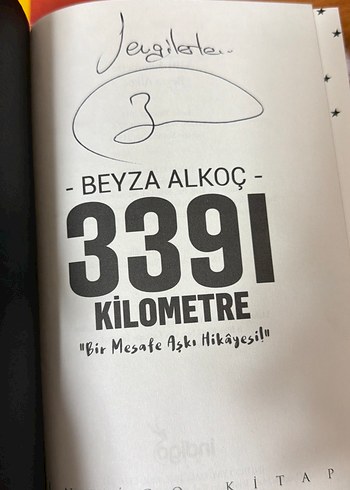 Sevgilerle..
- BEYZA ALKOÇ -
3391
KİLOMETRE
"Bir Mesafe Aşkı Hikâyesi!"
KİTAP